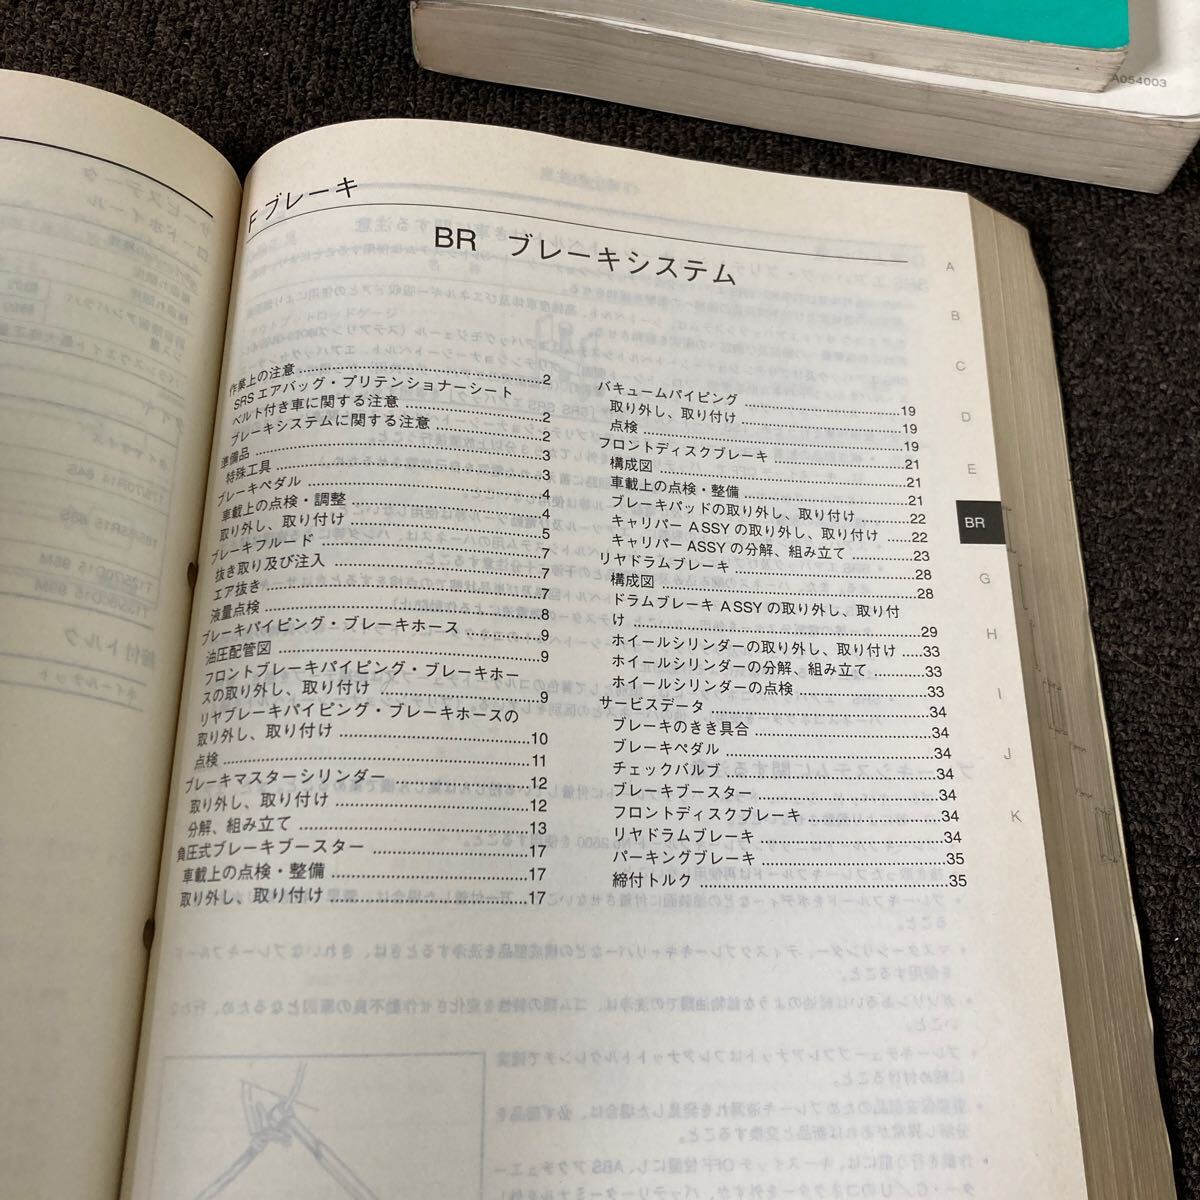 A054003
F ブレーキ
BR ブレーキシステム
作業上の注意 2
SRS エアバッグ・プリテンショナーシート
ベルト付き車に関する注意 2
ブレーキシステムに関する注意 2
準備品 3
特殊工具 3
ブレーキペダル 4
車載上の点検・調整 4
取り外し、取り付け 5
ブレーキフルード 7
抜き取り及び注入 7
エア抜き 7
液量点検 8
ブレーキパイピング・ブレーキホース 9
油圧配管図 9
フロントブレーキパイピング・ブレーキホー
スの取り外し、取り付け 9
リヤブレーキパイピング・ブレーキホースの
取り外し、取り付け 10
点検 11
ブレーキマスターシリンダー 12
取り外し、取り付け 12
分解、組み立て 13
負圧式ブレーキブースター 17
車載上の点検・整備 17
取り外し、取り付け 17
バキュームパイピング 19
取り外し、取り付け 19
点検 19
フロントディスクブレーキ 21
構成図 21
車載上の点検・整備 21
ブレーキパッドの取り外し、取り付け 22
キャリパー ASSY の取り外し、取り付け 22
キャリパー ASSY の分解、組み立て 23
リヤドラムブレーキ 28
構成図 28
ドラムブレーキ ASSY の取り外し、取り付
け 29
ホイールシリンダーの取り外し、取り付け 33
ホイールシリンダーの分解、組み立て 33
ホイールシリンダーの点検 33
サービスデータ 34
ブレーキのきき具合 34
ブレーキペダル 34
チェックバルブ 34
ブレーキブースター 34
フロントディスクブレーキ 34
リヤドラムブレーキ 34
パーキングブレーキ 35
締付トルク 35
A
B
C
D
E
BR
G
H
I
J
K